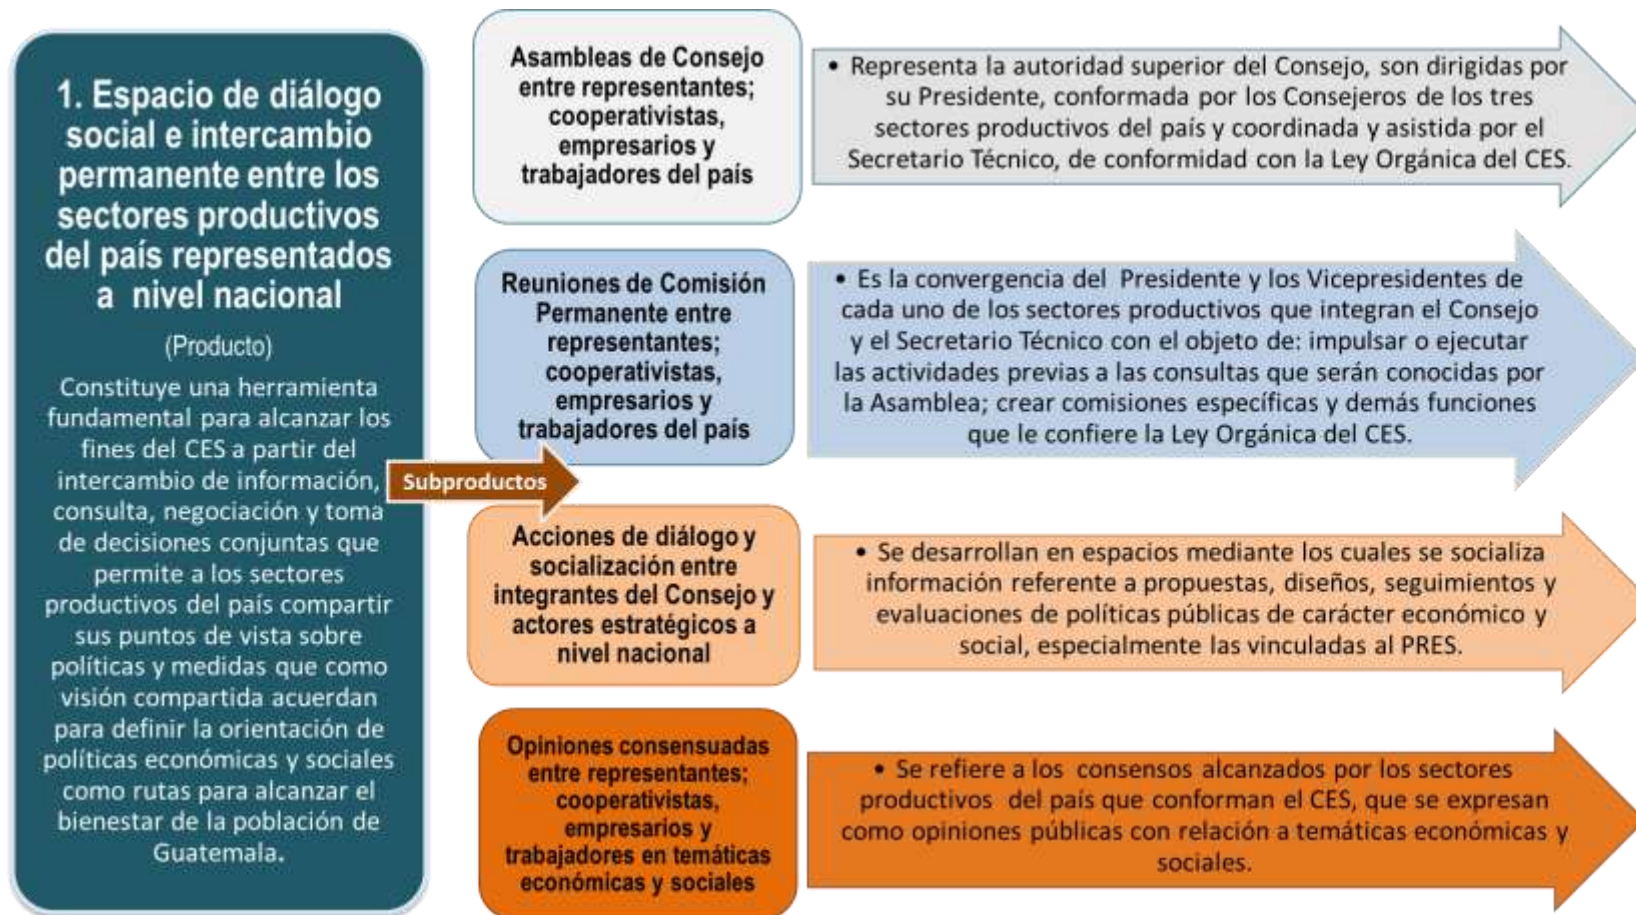 1. Espacio de diálogo
social e intercambio
permanente entre los
sectores productivos
del país representados
a nivel nacional
(Producto)
Constituye una herramienta
fundamental para alcanzar los
fines del CES a partir del
intercambio de información,
consulta, negociación y toma
de decisiones conjuntas que
permite a los sectores
productivos del país compartir
sus puntos de vista sobre
políticas y medidas que como
visión compartida acuerdan
para definir la orientación de
políticas económicas y sociales
como rutas para alcanzar el
bienestar de la población de
Guatemala.
Subproductos
Asambleas de Consejo
entre representantes;
cooperativistas,
empresarios y
trabajadores del país
• Representa la autoridad superior del Consejo, son dirigidas por
su Presidente, conformada por los Consejeros de los tres
sectores productivos del país y coordinada y asistida por el
Secretario Técnico, de conformidad con la Ley Orgánica del CES.
Reuniones de Comisión
Permanente entre
representantes;
cooperativistas,
empresarios y
trabajadores del país
• Es la convergencia del Presidente y los Vicepresidentes de
cada uno de los sectores productivos que integran el Consejo
y el Secretario Técnico con el objeto de: impulsar o ejecutar
las actividades previas a las consultas que serán conocidas por
la Asamblea; crear comisiones específicas y demás funciones
que le confiere la Ley Orgánica del CES.
Acciones de diálogo y
socialización entre
integrantes del Consejo y
actores estratégicos a
nivel nacional
• Se desarrollan en espacios mediante los cuales se socializa
información referente a propuestas, diseños, seguimientos y
evaluaciones de políticas públicas de carácter económico y
social, especialmente las vinculadas al PRES.
Opiniones consensuadas
entre representantes;
cooperativistas,
empresarios y
trabajadores en temáticas
económicas y sociales
• Se refiere a los consensos alcanzados por los sectores
productivos del país que conforman el CES, que se expresan
como opiniones públicas con relación a temáticas económicas y
sociales.